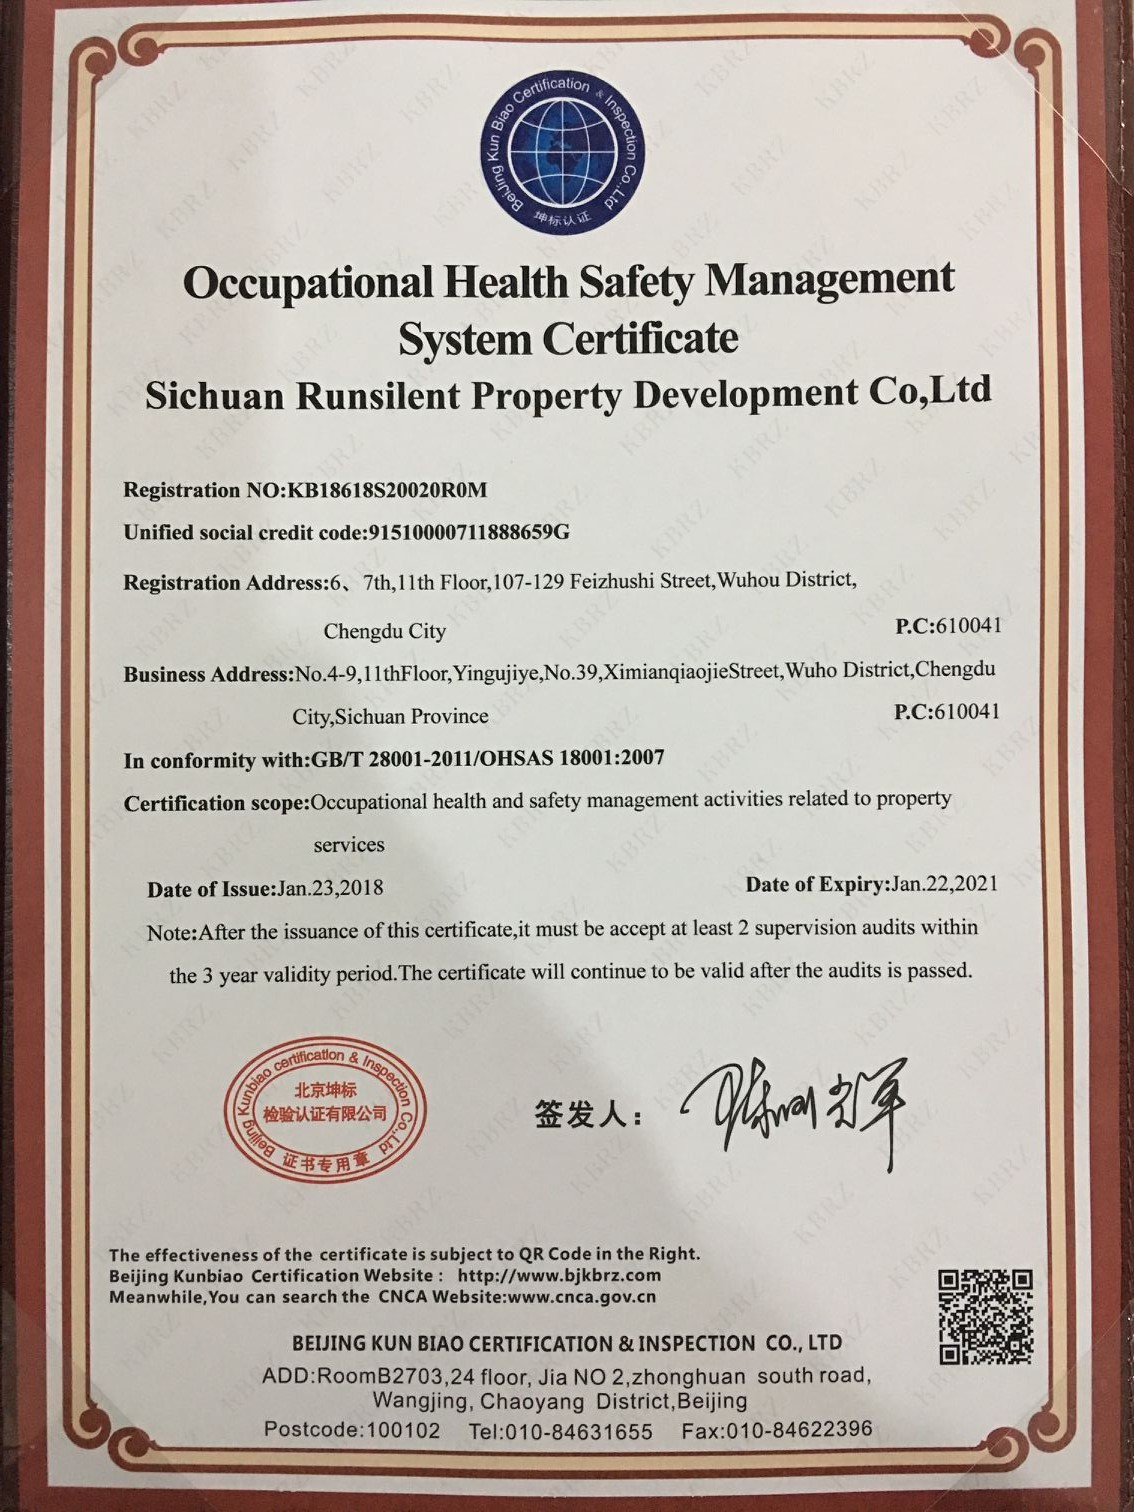 Beijing Kun Biao Certification & Inspection Co.,Ltd
坤标认证
Occupational Health Safety Management
System Certificate
Sichuan Runsilent Property Development Co,Ltd
Registration NO:KB18618S20020R0M
Unified social credit code:91510000711888659G
Registration Address:6、7th,11th Floor,107-129 Feizhushi Street,Wuhou District,
Chengdu City P.C:610041
Business Address:No.4-9,11thFloor,Yingujiye,No.39,XimianqiaojieStreet,Wuho District,Chengdu
City,Sichuan Province P.C:610041
In conformity with:GB/T 28001-2011/OHSAS 18001:2007
Certification scope:Occupational health and safety management activities related to property
services
Date of Issue:Jan.23,2018 Date of Expiry:Jan.22,2021
Note:After the issuance of this certificate,it must be accept at least 2 supervision audits within
the 3 year validity period.The certificate will continue to be valid after the audits is passed.
Beijing Kunbiao certification & Inspection Co.,Ltd
北京坤标
检验认证有限公司
证书专用章
签发人：
The effectiveness of the certificate is subject to QR Code in the Right.
Beijing Kunbiao Certification Website： http://www.bjkbrz.com
Meanwhile,You can search the CNCA Website:www.cnca.gov.cn
BEIJING KUN BIAO CERTIFICATION & INSPECTION CO., LTD
ADD:RoomB2703,24 floor, Jia NO 2,zhonghuan south road,
Wangjing, Chaoyang District,Beijing
Postcode:100102 Tel:010-84631655 Fax:010-84622396